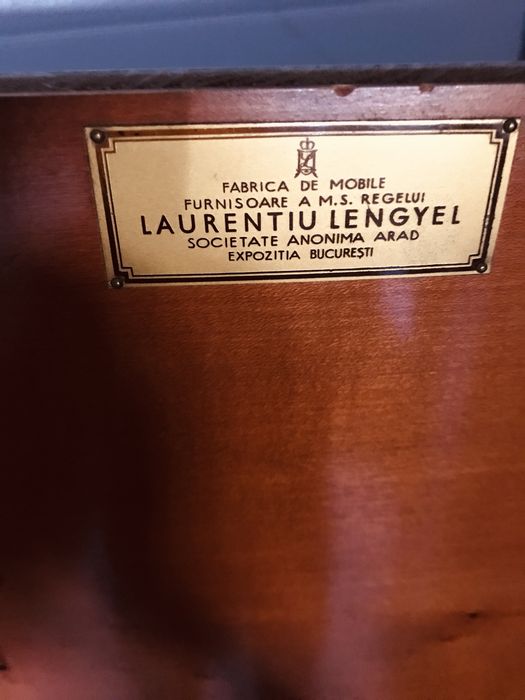 FABRICA DE MOBILE
FURNISOARE A M.S. REGELUI
LAURENTIU LENGYEL
SOCIETATE ANONIMA ARAD
EXPOZITIA BUCUREȘTI